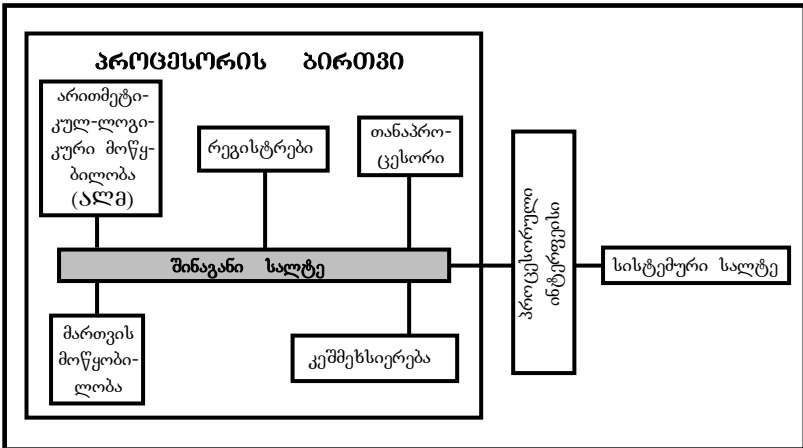 პროცესორის ბირთვი
არითმეტი-
კულ-ლოგი-
კური მოწყ-
ბილობა
(ალმ)
რეგისტრები
თანაპრო-
ცესორი
შინაგანი სალტე
მართვის
მოწყობი-
ლობა
კეშმეხსიერება
პროცესორული
ინტერფეისი
სისტემური სალტე